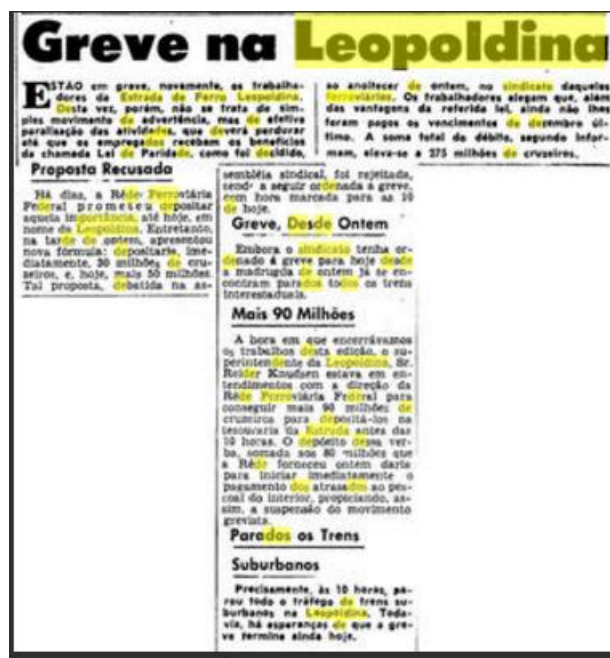 Greve na Leopoldina
ESTÃO em greve, novamente, os trabalha-
dores da Estrada de Ferro Leopoldina.
Desta vez, porém, não se trata de sim-
ples movimento de advertência, mas de efetiva
paralisação das atividades, que deverá perdurar
até que os empregados recebam os benefícios
da chamada Lei de Paridade, como foi decidido,
ao anoitecer de ontem, no sindicato daqueles
ferroviários. Os trabalhadores alegam que, além
das vantagens da referida lei, ainda não lhes
foram pagos os vencimentos de dezembro úl-
timo. A soma total do débito, segundo infor-
mam, eleva-se a 275 milhões de cruzeiros.
Proposta Recusada
Há dias, a Rêde Ferroviária
Federal prometeu depositar
aquela importância, até hoje, em
nome da Leopoldina. Entretanto,
na tarde de ontem, apresentou
nova fórmula: depositaria, ime-
diatamente, 30 milhões de cru-
zeiros, e, hoje, mais 50 milhões.
Tal proposta, debatida na as-
sembléia sindical, foi rejeitada,
sendo a seguir ordenada a greve,
com hora marcada para as 10
de hoje.
Greve, Desde Ontem
Embora o sindicato tenha or-
denado a greve para hoje desde
a madrugda de ontem já se en-
contram parados todos os trens
interestaduais.
Mais 90 Milhões
A hora em que encerrávamos
os trabalhos desta edição, o su-
perintendente da Leopoldina, Sr.
Reider Knudsen estava em en-
tendimentos com a direção da
Rêde Ferroviária Federal para
conseguir mais 90 milhões de
cruzeiros para depositá-los na
tesouraria da Estrada antes das
10 horas. O depósito dessa ver-
ba, somada aos 80 milhões que
a Rêde forneceu ontem daria
para iniciar imediatamente o
pagamento dos atrasados ao pes-
soal do interior, propiciando, as-
sim, a suspensão do movimento
grevista.
Parados os Trens
Suburbanos
Precisamente, às 10 horas, pa-
rou todo o tráfego de trens su-
burbanos na Leopoldina. Toda-
via, há esperanças de que a gre-
ve termine ainda hoje.